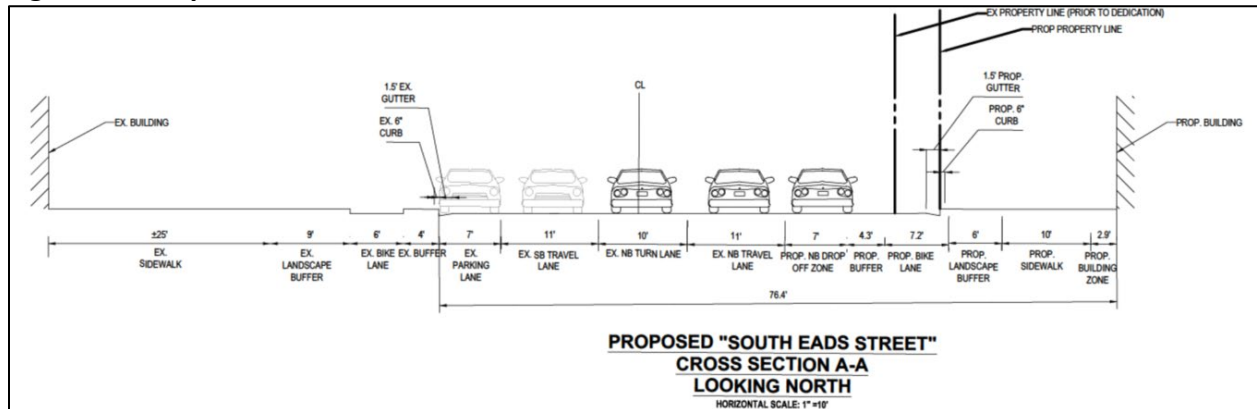 EX PROPERTY LINE (PRIOR TO DEDICATION)
PROP PROPERTY LINE
1.5' EX.
GUTTER
EX. 6"
CURB
CL
1.5' PROP.
GUTTER
PROP. 6"
CURB
EX. BUILDING
PROP. BUILDING
±25'
EX.
SIDEWALK
9'
EX.
LANDSCAPE
BUFFER
6'
EX. BIKE
LANE
4'
EX. BUFFER
7'
EX.
PARKING
LANE
11'
EX. SB TRAVEL
LANE
10'
EX. NB TURN LANE
11'
EX. NB TRAVEL
LANE
7'
PROP. NB DROP
OFF ZONE
4.3'
PROP.
BUFFER
7.2'
PROP. BIKE
LANE
6'
PROP.
LANDSCAPE
BUFFER
10'
PROP.
SIDEWALK
2.9'
PROP.
BUILDING
ZONE
76.4'
PROPOSED "SOUTH EADS STREET"
CROSS SECTION A-A
LOOKING NORTH
HORIZONTAL SCALE: 1" =10'